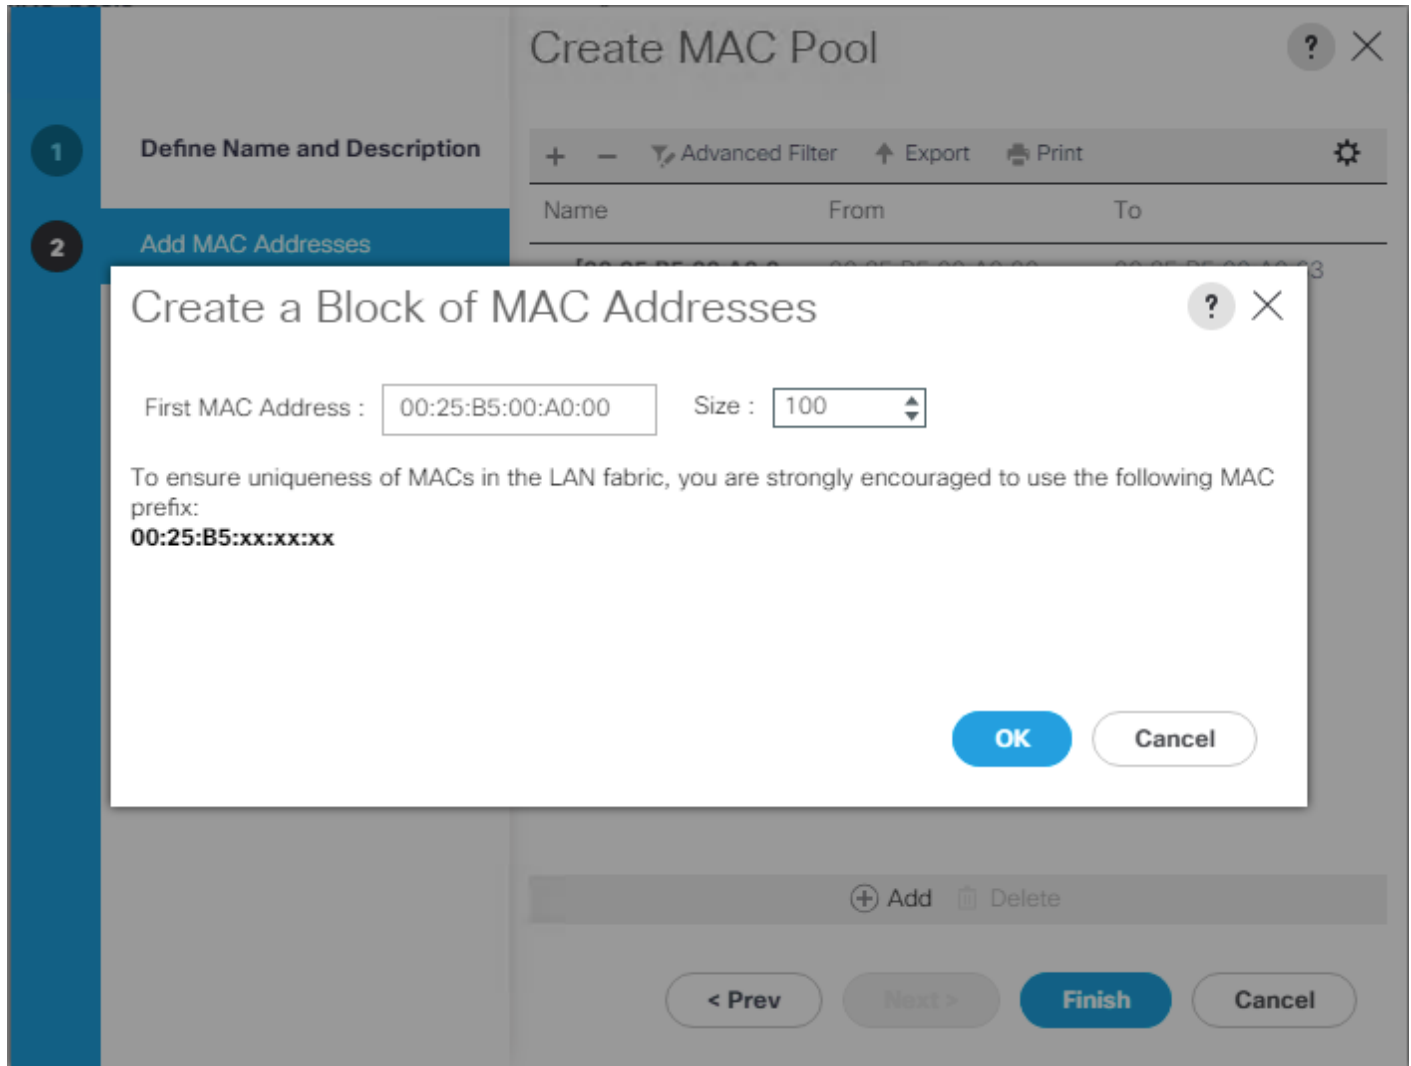 Create MAC Pool
?
1
Define Name and Description
+ − Advanced Filter Export Print
Name From To
2
Add MAC Addresses
Create a Block of MAC Addresses
?
First MAC Address : 00:25:B5:00:A0:00 Size : 100
To ensure uniqueness of MACs in the LAN fabric, you are strongly encouraged to use the following MAC
prefix:
00:25:B5:xx:xx:xx
OK Cancel
Add Delete
< Prev Next > Finish Cancel